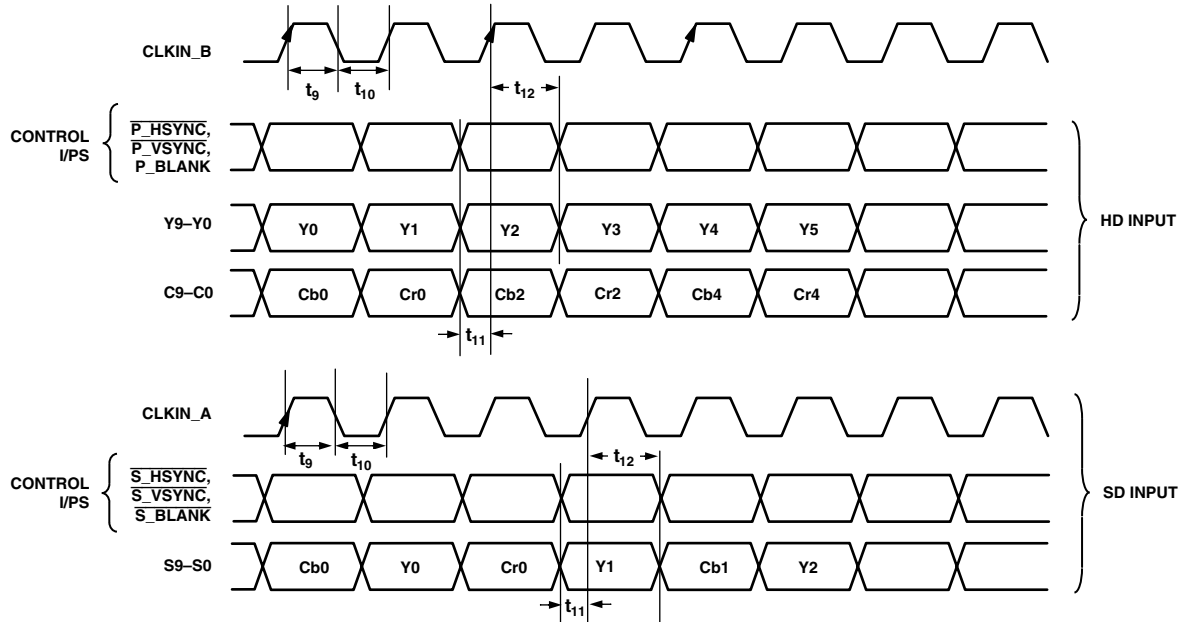 CLKIN_B
t9 t10 t12
CONTROL I/PS
P_HSYNC,
P_VSYNC,
P_BLANK
HD INPUT
Y9–Y0 Y0 Y1 Y2 Y3 Y4 Y5
C9–C0 Cb0 Cr0 Cb2 Cr2 Cb4 Cr4
t11
CLKIN_A
t9 t10 t12
CONTROL I/PS
S_HSYNC,
S_VSYNC,
S_BLANK
SD INPUT
S9–S0 Cb0 Y0 Cr0 Y1 Cb1 Y2
t11